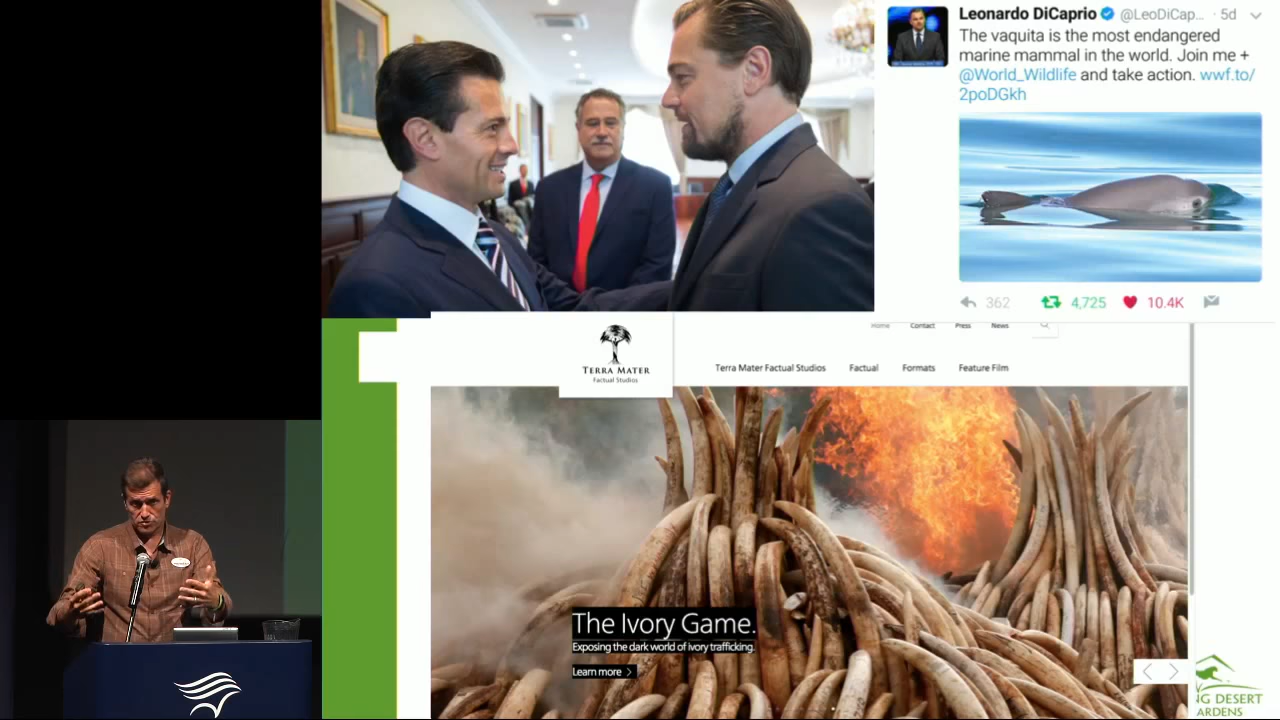 Leonardo DiCaprio @LeoDiCap... · 5d
The vaquita is the most endangered
marine mammal in the world. Join me +
@World_Wildlife and take action. wwf.to/
2poDGkh
362 4,725 10.4K
Home Contact Press News
TERRA MATER
Factual Studios
Terra Mater Factual Studios Factual Formats Feature Film
The Ivory Game.
Exposing the dark world of ivory trafficking.
Learn more >
NG DESERT
ARDENS